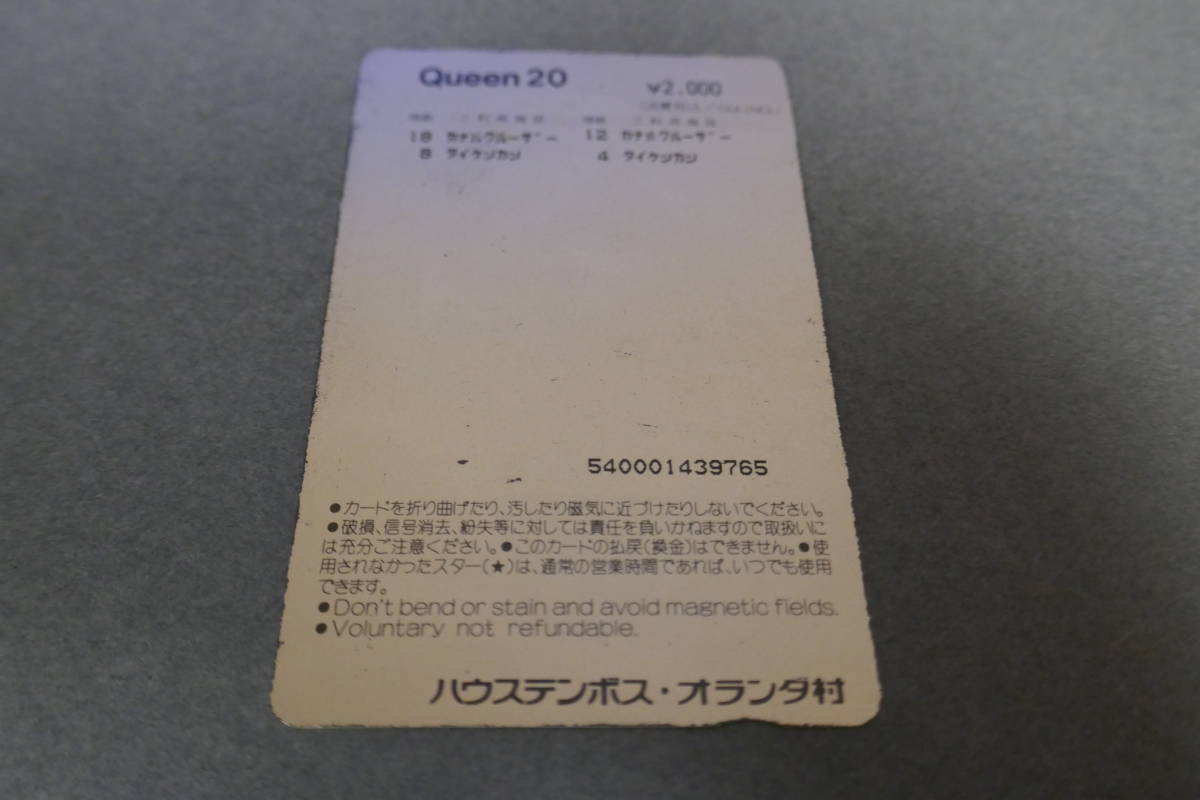 Queen 20 ¥2,000
18 カナルクルーザー 12 カナルクルーザー
8 タイケンカン 4 タイケンカン
540001439765
●カードを折り曲げたり、汚したり磁気に近づけたりしないでください。
●破損、信号消去、紛失等に対しては責任を負いかねますので取扱いに
は充分ご注意ください。●このカードの払戻(換金)はできません。●使
用されなかったスター(★)は、通常の営業時間であれば、いつでも使用
できます。
●Don't bend or stain and avoid magnetic fields.
●Voluntary not refundable.
ハウステンボス・オランダ村